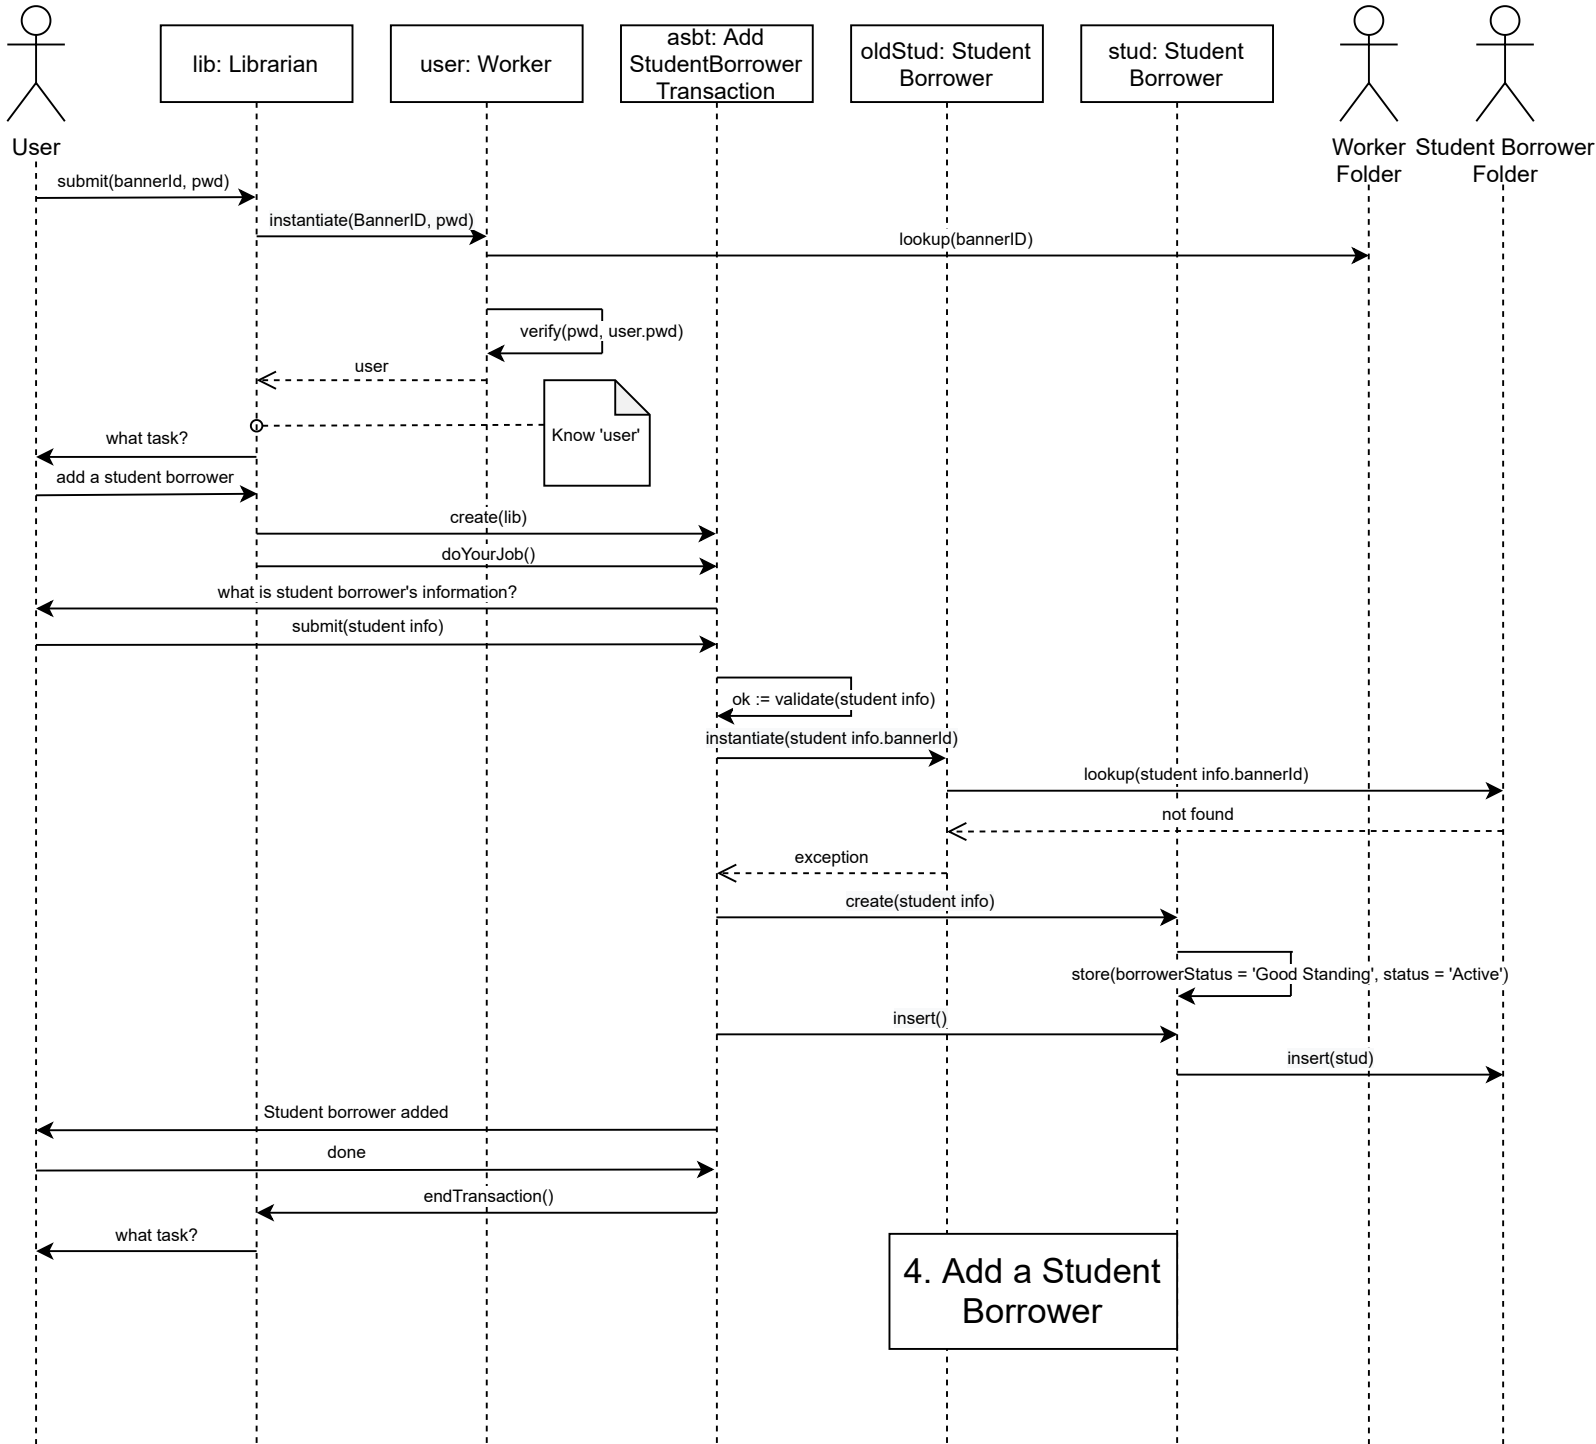 User
lib: Librarian
user: Worker
asbt: Add
StudentBorrower
Transaction
oldStud: Student
Borrower
stud: Student
Borrower
Worker
Folder
Student Borrower
Folder
submit(bannerId, pwd)
instantiate(BannerID, pwd)
lookup(bannerID)
verify(pwd, user.pwd)
user
Know 'user'
what task?
add a student borrower
create(lib)
doYourJob()
what is student borrower's information?
submit(student info)
ok := validate(student info)
instantiate(student info.bannerId)
lookup(student info.bannerId)
not found
exception
create(student info)
store(borrowerStatus = 'Good Standing', status = 'Active')
insert()
insert(stud)
Student borrower added
done
endTransaction()
what task?
4. Add a Student
Borrower